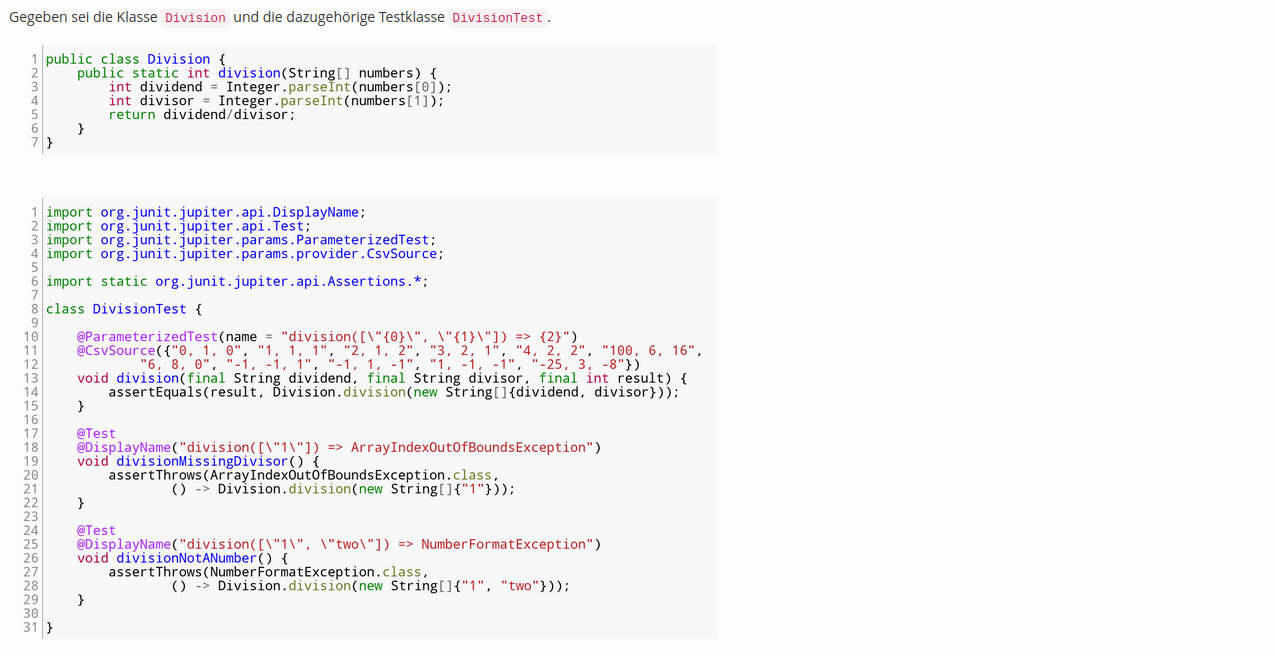 Gegeben sei die Klasse Division und die dazugehörige Testklasse DivisionTest.
1 public class Division {
2     public static int division(String[] numbers) {
3         int dividend = Integer.parseInt(numbers[0]);
4         int divisor = Integer.parseInt(numbers[1]);
5         return dividend/divisor;
6     }
7 }
1 import org.junit.jupiter.api.DisplayName;
2 import org.junit.jupiter.api.Test;
3 import org.junit.jupiter.params.ParameterizedTest;
4 import org.junit.jupiter.params.provider.CsvSource;
5
6 import static org.junit.jupiter.api.Assertions.*;
7
8 class DivisionTest {
9
10     @ParameterizedTest(name = "division([\"{0}\", \"{1}\"]) => {2}")
11     @CsvSource({"0, 1, 0", "1, 1, 1", "2, 1, 2", "3, 2, 1", "4, 2, 2", "100, 6, 16",
12             "6, 8, 0", "-1, -1, 1", "-1, 1, -1", "1, -1, -1", "-25, 3, -8"})
13     void division(final String dividend, final String divisor, final int result) {
14         assertEquals(result, Division.division(new String[]{dividend, divisor}));
15     }
16
17     @Test
18     @DisplayName("division([\"1\"]) => ArrayIndexOutOfBoundsException")
19     void divisionMissingDivisor() {
20         assertThrows(ArrayIndexOutOfBoundsException.class,
21                 () -> Division.division(new String[]{"1"}));
22     }
23
24     @Test
25     @DisplayName("division([\"1\", \"two\"]) => NumberFormatException")
26     void divisionNotANumber() {
27         assertThrows(NumberFormatException.class,
28                 () -> Division.division(new String[]{"1", "two"}));
29     }
30
31 }